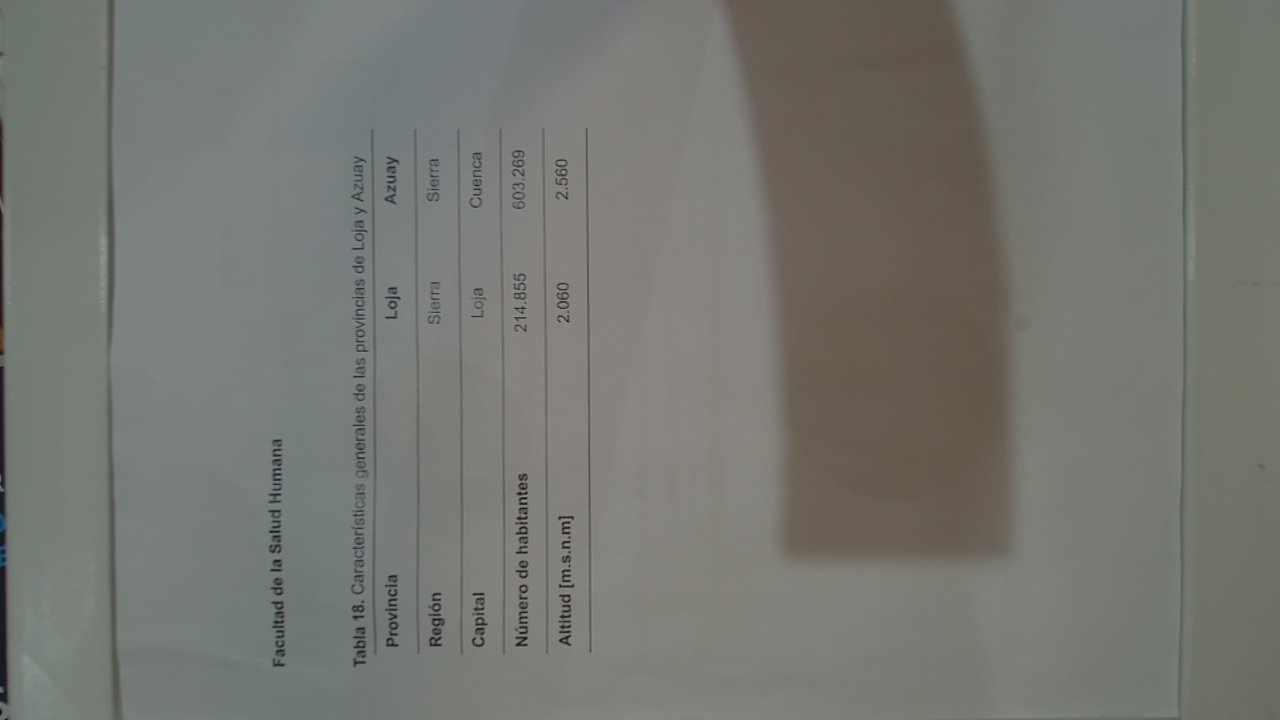 Facultad de la Salud Humana
Tabla 18. Características generales de las provincias de Loja y Azuay
Provincia Loja Azuay
Región Sierra Sierra
Capital Loja Cuenca
Número de habitantes 214.855 603.269
Altitud [m.s.n.m] 2.060 2.560